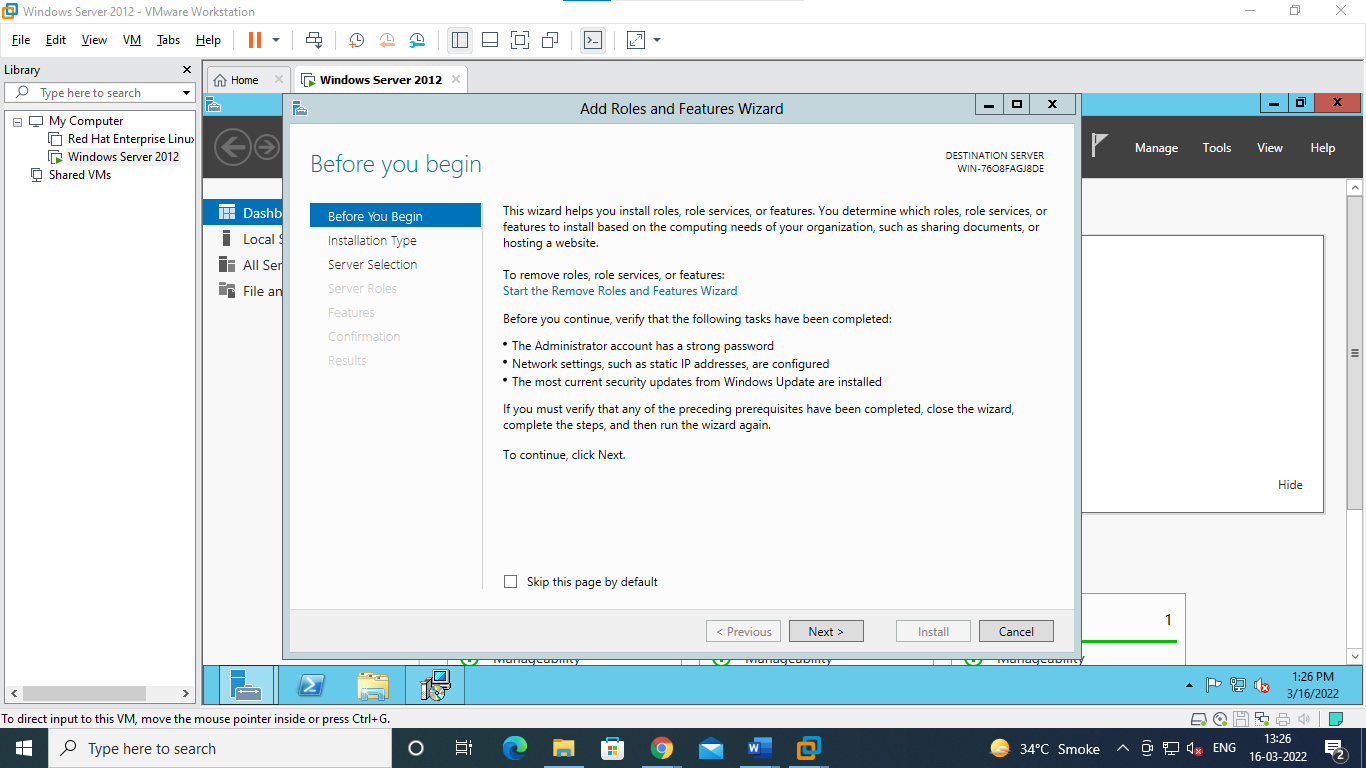 Windows Server 2012 - VMware Workstation
File Edit View VM Tabs Help
Library
Type here to search
My Computer
Red Hat Enterprise Linux
Windows Server 2012
Shared VMs
Home
Windows Server 2012
Add Roles and Features Wizard
Manage Tools View Help
Before you begin
DESTINATION SERVER
WIN-76O8FAGJ8DE
Dashb
Local S
All Ser
File an
Before You Begin
Installation Type
Server Selection
Server Roles
Features
Confirmation
Results
This wizard helps you install roles, role services, or features. You determine which roles, role services, or
features to install based on the computing needs of your organization, such as sharing documents, or
hosting a website.
To remove roles, role services, or features:
Start the Remove Roles and Features Wizard
Before you continue, verify that the following tasks have been completed:
• The Administrator account has a strong password
• Network settings, such as static IP addresses, are configured
• The most current security updates from Windows Update are installed
If you must verify that any of the preceding prerequisites have been completed, close the wizard,
complete the steps, and then run the wizard again.
To continue, click Next.
Hide
Skip this page by default
1
< Previous Next > Install Cancel
Manageability Manageability Manageability
1:26 PM
3/16/2022
To direct input to this VM, move the mouse pointer inside or press Ctrl+G.
Type here to search
34°C Smoke
ENG
13:26
16-03-2022
2